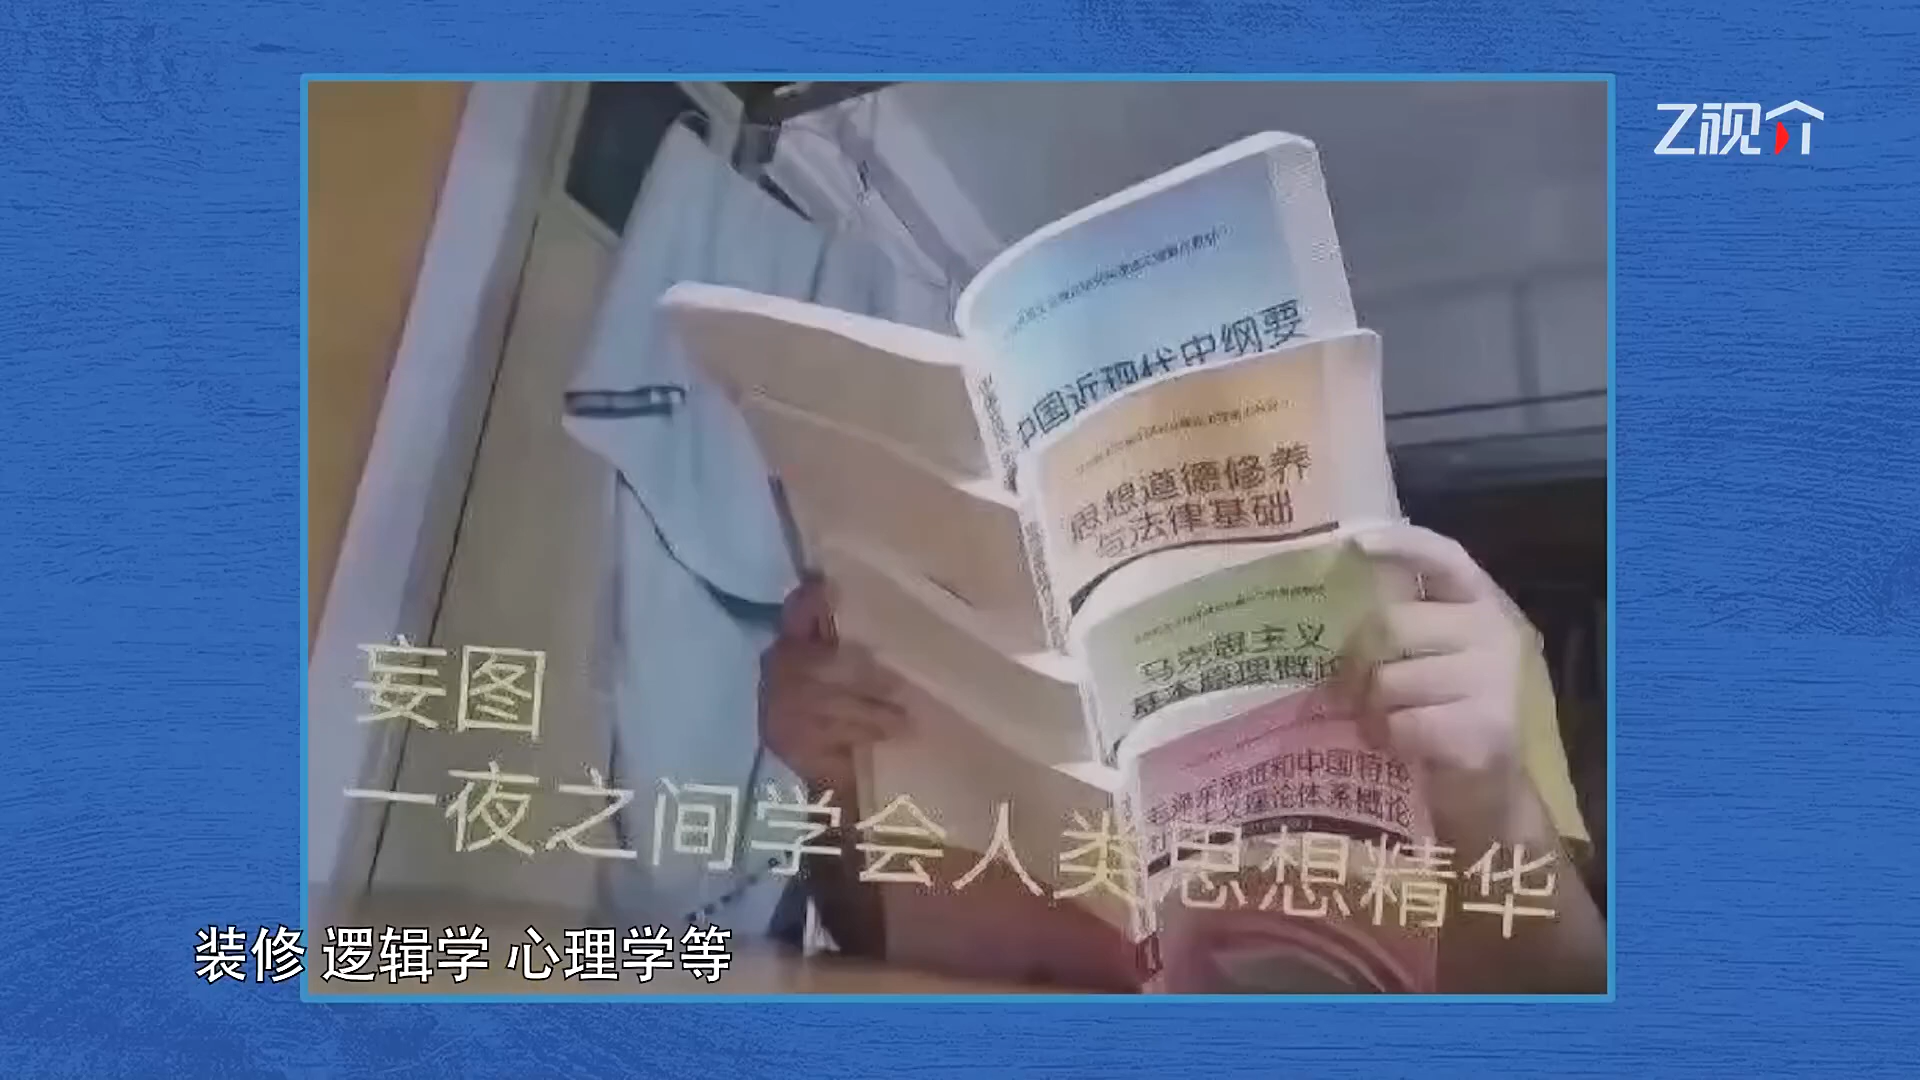 Z视介
中国近现代史纲要
思想道德修养
与法律基础
马克思主义
基本原理概论
毛泽东思想和中国特色
主义理论体系概论
妄图
一夜之间学会人类思想精华
装修 逻辑学 心理学等